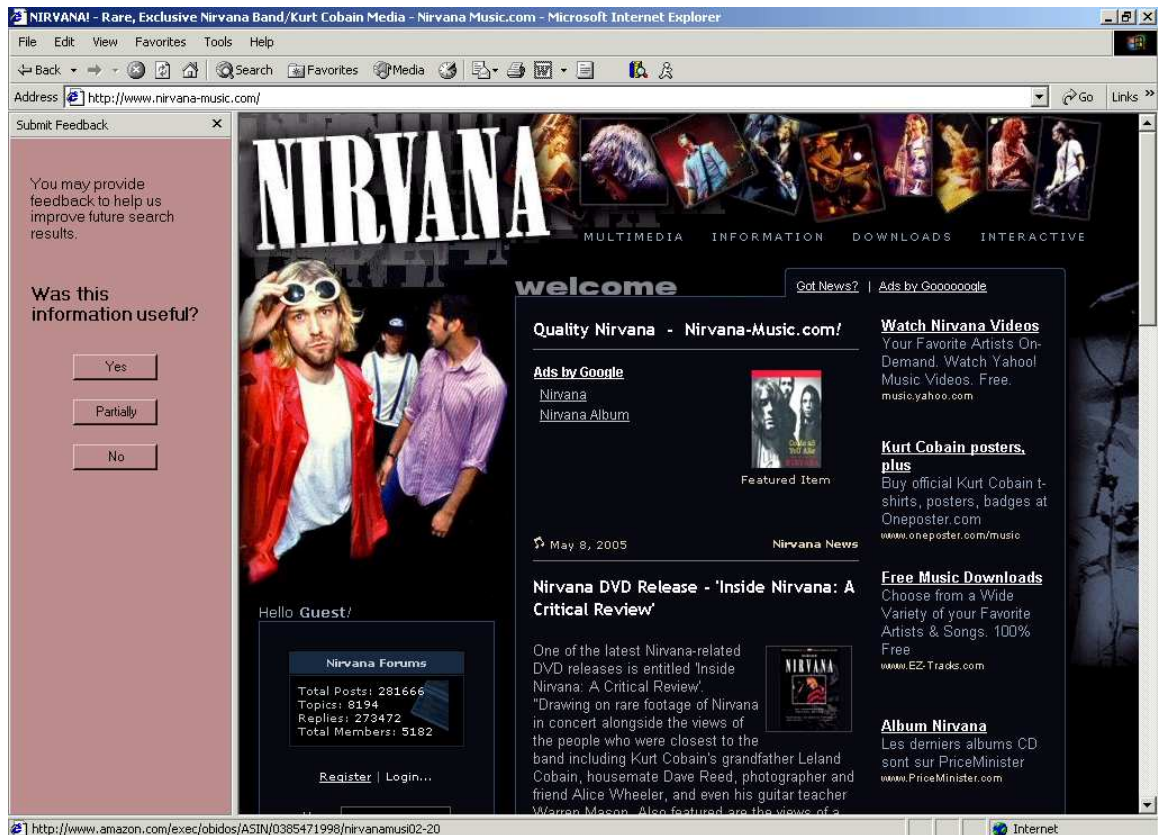 NIRVANA! - Rare, Exclusive Nirvana Band/Kurt Cobain Media - Nirvana Music.com - Microsoft Internet Explorer
File Edit View Favorites Tools Help
Back Search Favorites Media
Address http://www.nirvana-music.com/ Go Links »
Submit Feedback
You may provide
feedback to help us
improve future search
results.
Was this
information useful?
Yes
Partially
No
NIRVANA
MULTIMEDIA INFORMATION DOWNLOADS INTERACTIVE
welcome
Got News? | Ads by Goooooogle
Quality Nirvana - Nirvana-Music.com!
Ads by Google
Nirvana
Nirvana Album
Featured Item
May 8, 2005 Nirvana News
Nirvana DVD Release - 'Inside Nirvana: A
Critical Review'
One of the latest Nirvana-related
DVD releases is entitled 'Inside
Nirvana: A Critical Review'.
"Drawing on rare footage of Nirvana
in concert alongside the views of
the people who were closest to the
band including Kurt Cobain's grandfather Leland
Cobain, housemate Dave Reed, photographer and
friend Alice Wheeler, and even his guitar teacher
Warren Mason. Also featured are the views of a
NIRVANA
Watch Nirvana Videos
Your Favorite Artists On-
Demand. Watch Yahoo!
Music Videos. Free.
music.yahoo.com
Kurt Cobain posters,
plus
Buy official Kurt Cobain t-
shirts, posters, badges at
Oneposter.com
www.oneposter.com/music
Free Music Downloads
Choose from a Wide
Variety of your Favorite
Artists & Songs. 100%
Free
www.EZ-Tracks.com
Album Nirvana
Les derniers albums CD
sont sur PriceMinister
www.PriceMinister.com
Hello Guest!
Nirvana Forums
Total Posts: 281666
Topics: 8194
Replies: 273472
Total Members: 5182
Register | Login...
http://www.amazon.com/exec/obidos/ASIN/0385471998/nirvanamusi02-20 Internet